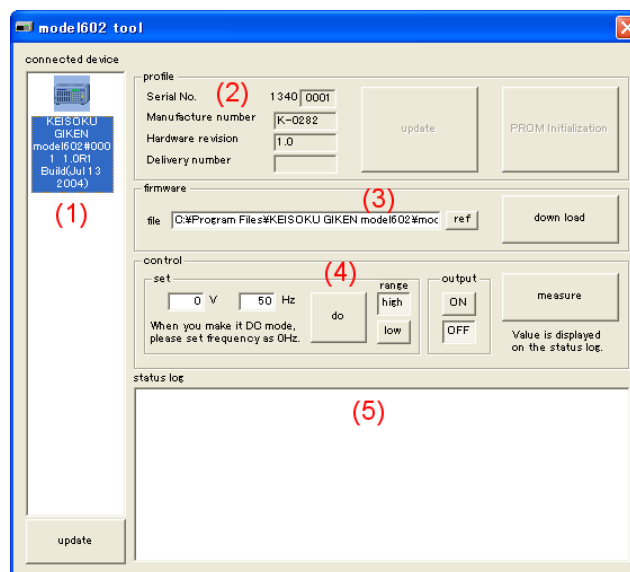 model602 tool
connected device
KEISOKU
GIKEN
model602#000
1 1.0R1
Build(Jul 13
2004)
(1)
update
profile
Serial No. (2) 1340 0001
Manufacture number K-0282
Hardware revision 1.0
Delivery number
update
PROM Initialization
firmware
(3)
file C:¥Program Files¥KEISOKU GIKEN model602¥moc ref
down load
control
(4)
set
0 V 50 Hz
When you make it DC mode,
please set frequency as 0Hz.
do
range
high
low
output
ON
OFF
measure
Value is displayed
on the status log.
status log
(5)